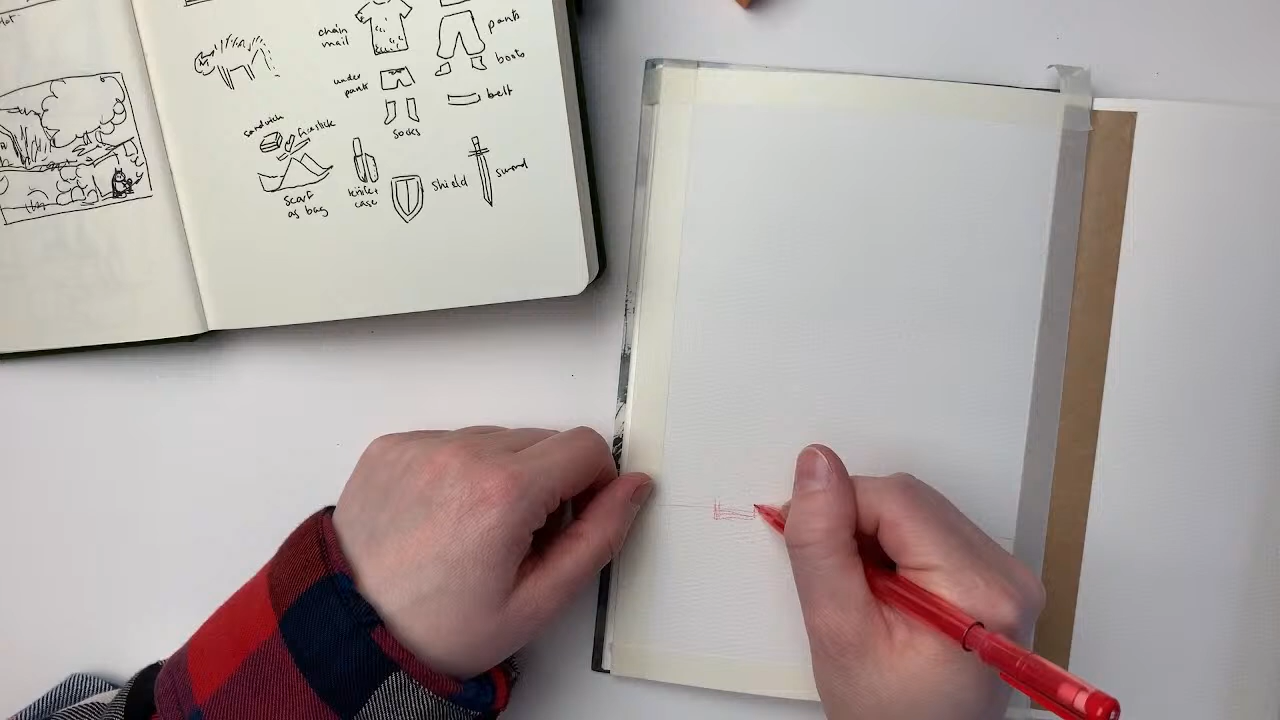 chain
mail
pants
boots
under
pants
belt
socks
sandwich
firestick
scarf
as bag
knife+
case
shield
sword